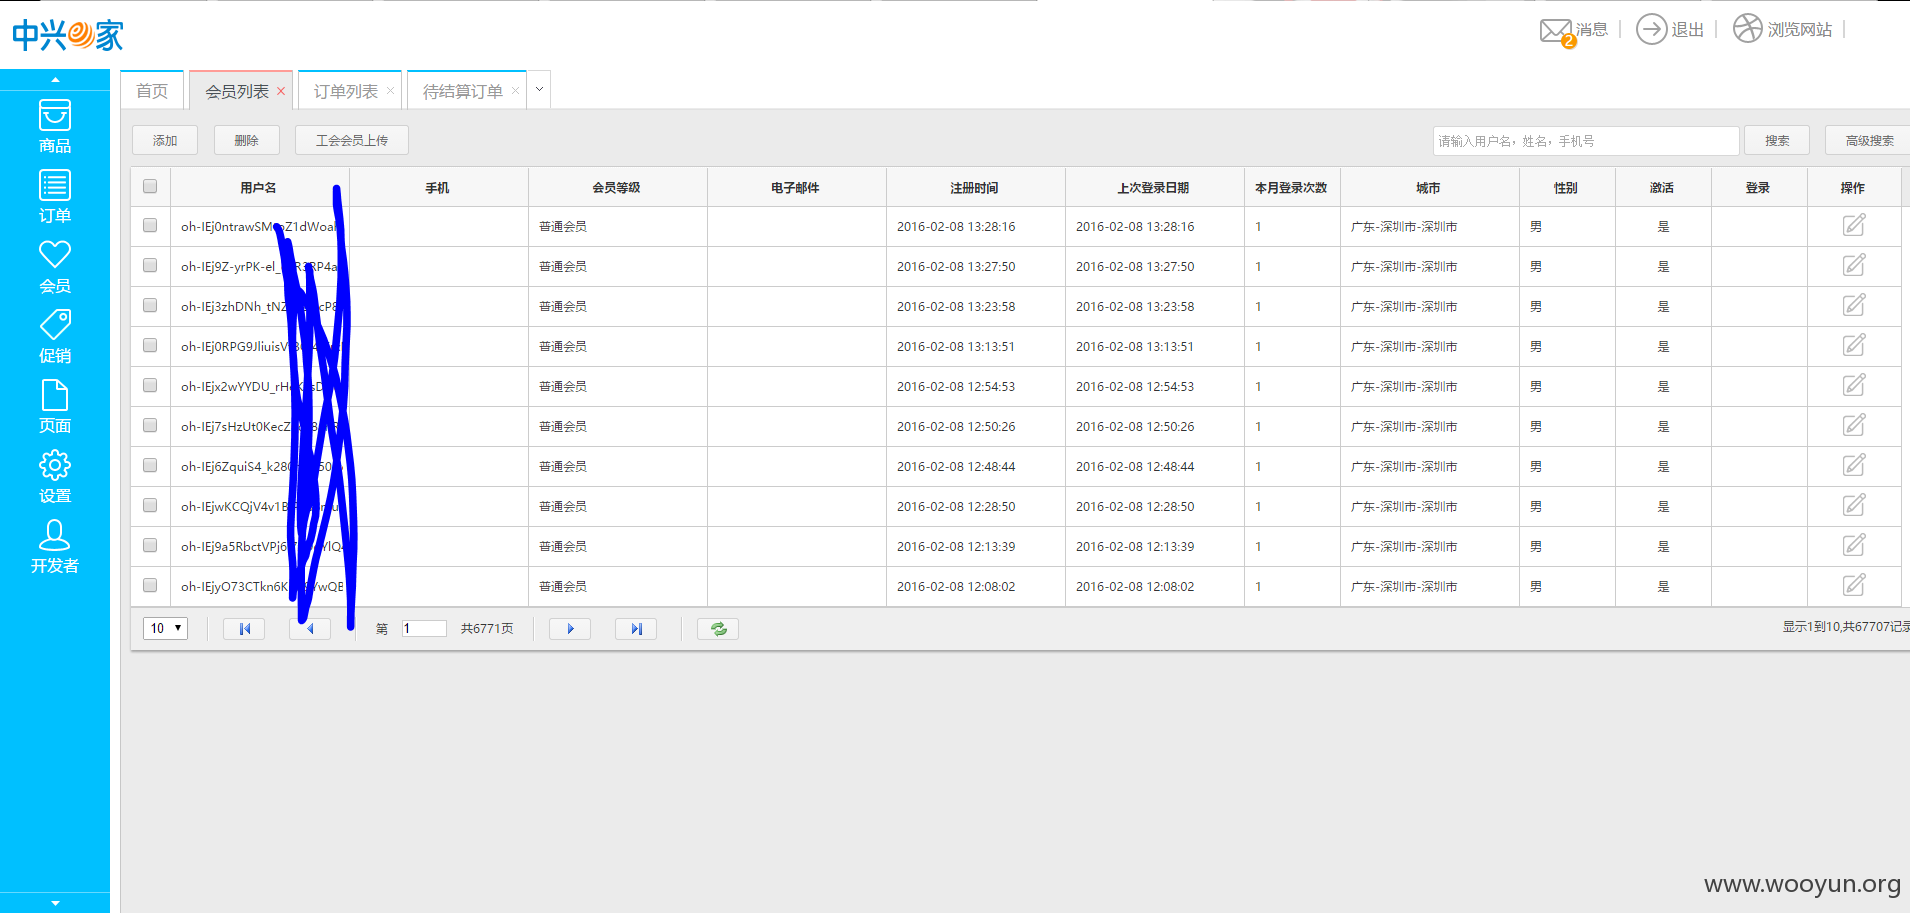 中兴e家
消息 2 退出 浏览网站
首页 会员列表 订单列表 待结算订单
商品
订单
会员
促销
页面
设置
开发者
添加 删除 工会会员上传 请输入用户名，姓名，手机号 搜索 高级搜索
用户名 手机 会员等级 电子邮件 注册时间 上次登录日期 本月登录次数 城市 性别 激活 登录 操作
oh-IEj0ntrawSM 普通会员 2016-02-08 13:28:16 2016-02-08 13:28:16 1 广东-深圳市-深圳市 男 是
oh-IEj9Z-yrPK-el_ 普通会员 2016-02-08 13:27:50 2016-02-08 13:27:50 1 广东-深圳市-深圳市 男 是
oh-IEj3zhDNh_tNZ 普通会员 2016-02-08 13:23:58 2016-02-08 13:23:58 1 广东-深圳市-深圳市 男 是
oh-IEj0RPG9JliuisV 普通会员 2016-02-08 13:13:51 2016-02-08 13:13:51 1 广东-深圳市-深圳市 男 是
oh-IEjx2wYYDU_rH 普通会员 2016-02-08 12:54:53 2016-02-08 12:54:53 1 广东-深圳市-深圳市 男 是
oh-IEj7sHzUt0KecZ 普通会员 2016-02-08 12:50:26 2016-02-08 12:50:26 1 广东-深圳市-深圳市 男 是
oh-IEj6ZquiS4_k280 普通会员 2016-02-08 12:48:44 2016-02-08 12:48:44 1 广东-深圳市-深圳市 男 是
oh-IEjwKCQjV4v1B 普通会员 2016-02-08 12:28:50 2016-02-08 12:28:50 1 广东-深圳市-深圳市 男 是
oh-IEj9a5RbctVPj6 普通会员 2016-02-08 12:13:39 2016-02-08 12:13:39 1 广东-深圳市-深圳市 男 是
oh-IEjyO73CTkn6K 普通会员 2016-02-08 12:08:02 2016-02-08 12:08:02 1 广东-深圳市-深圳市 男 是
10 第 1 共6771页 显示1到10,共67707记录
www.wooyun.org